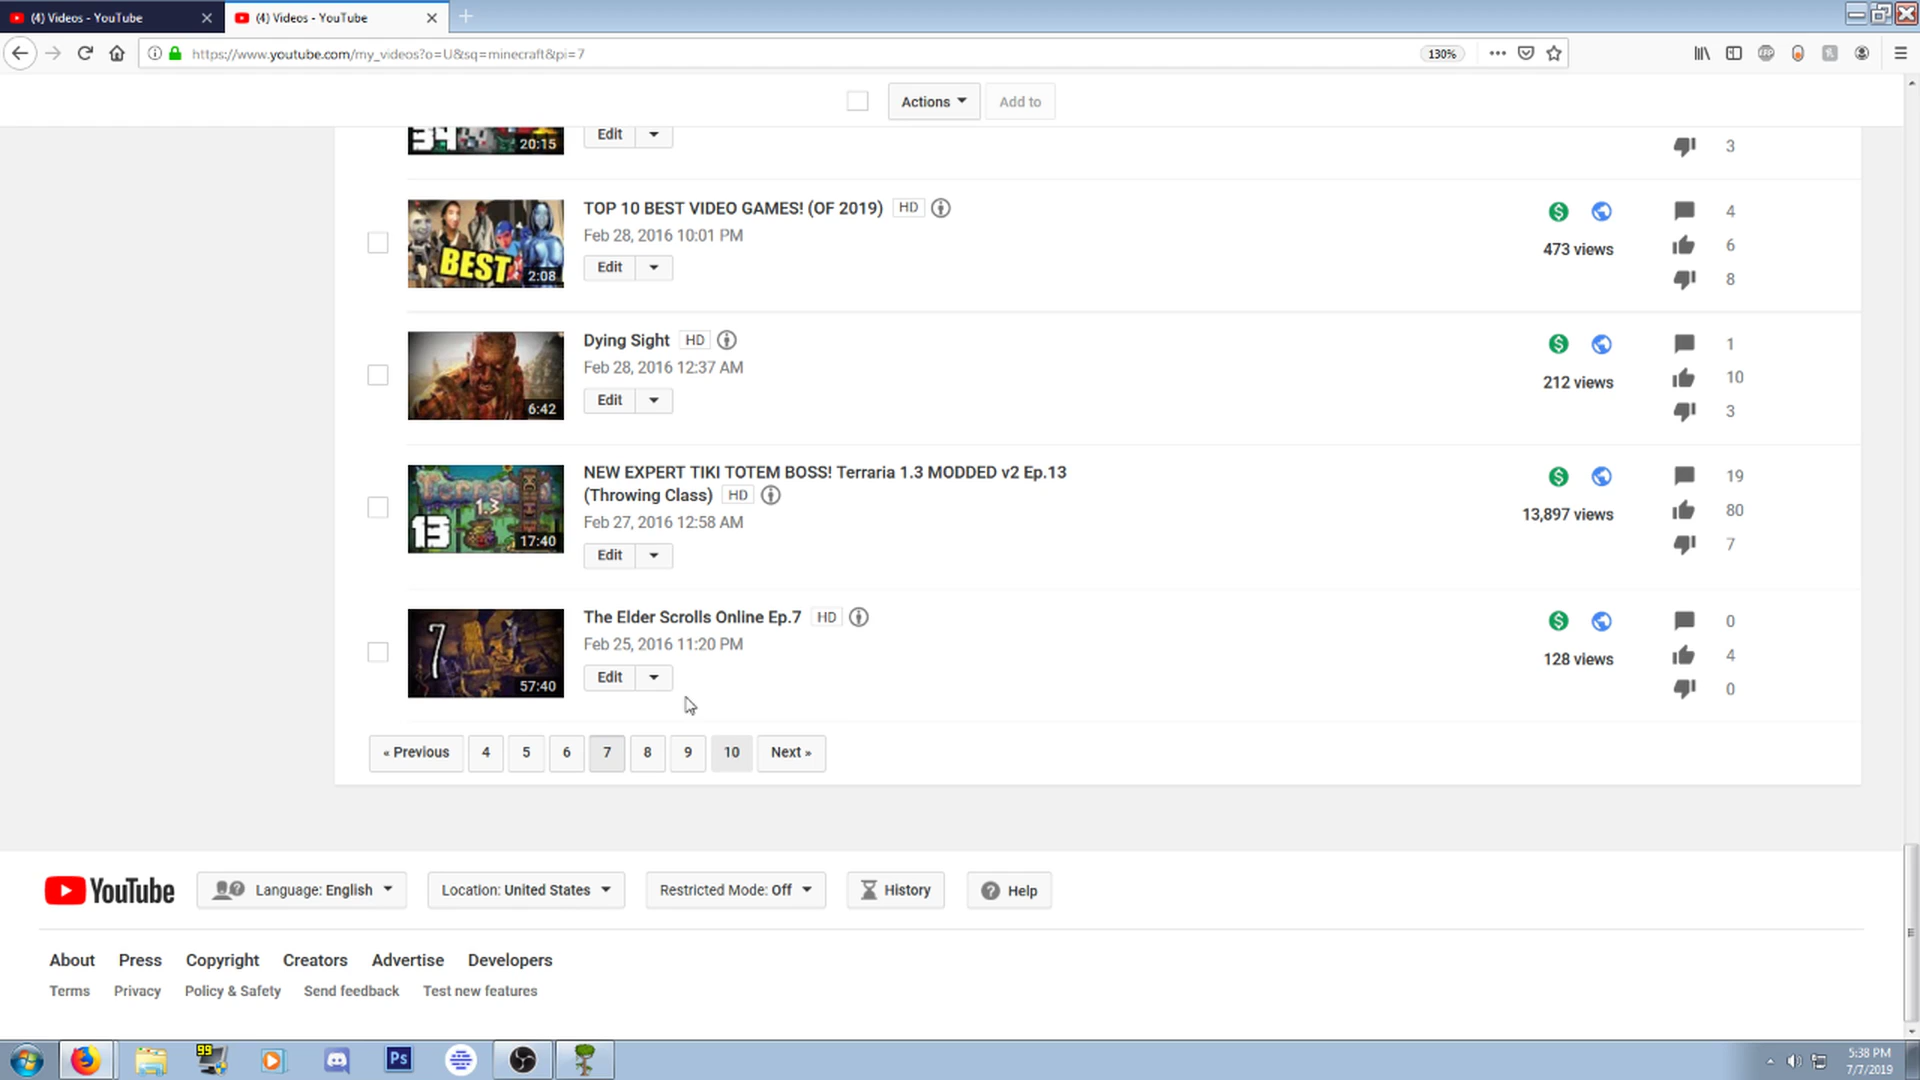 (4) Videos - YouTube
(4) Videos - YouTube
https://www.youtube.com/my_videos?o=U&sq=minecraft&pi=7
130%
Actions
Add to
34
20:15
Edit
3
TOP 10 BEST VIDEO GAMES! (OF 2019) HD
Feb 28, 2016 10:01 PM
Edit
BEST
2:08
473 views
4
6
8
Dying Sight HD
Feb 28, 2016 12:37 AM
Edit
6:42
212 views
1
10
3
NEW EXPERT TIKI TOTEM BOSS! Terraria 1.3 MODDED v2 Ep.13
(Throwing Class) HD
Feb 27, 2016 12:58 AM
Edit
Terraria
1.3
13
17:40
13,897 views
19
80
7
The Elder Scrolls Online Ep.7 HD
Feb 25, 2016 11:20 PM
Edit
7
57:40
128 views
0
4
0
« Previous 4 5 6 7 8 9 10 Next »
YouTube Language: English Location: United States Restricted Mode: Off History Help
About Press Copyright Creators Advertise Developers
Terms Privacy Policy & Safety Send feedback Test new features
99
Ps
5:38 PM
7/7/2019